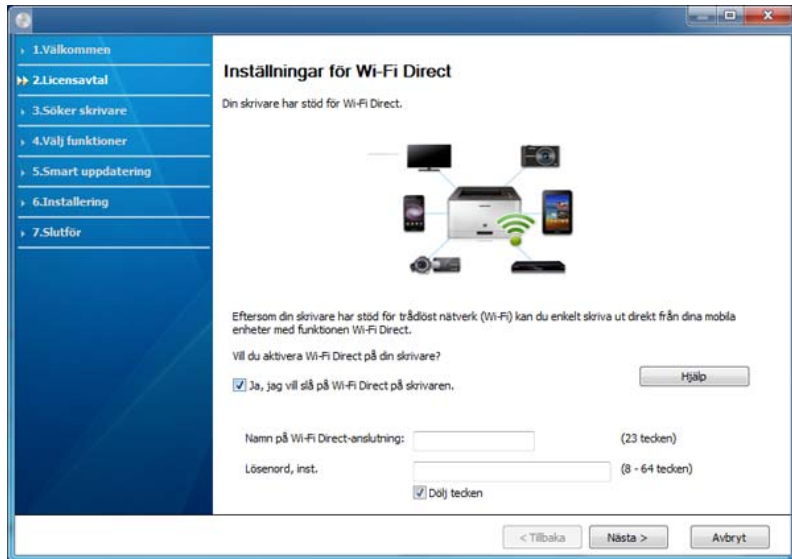 1.Välkommen
2.Licensavtal
3.Söker skrivare
4.Välj funktioner
5.Smart uppdatering
6.Installering
7.Slutför
Inställningar för Wi-Fi Direct
Din skrivare har stöd för Wi-Fi Direct.
Eftersom din skrivare har stöd för trådlöst nätverk (Wi-Fi) kan du enkelt skriva ut direkt från dina mobila
enheter med funktionen Wi-Fi Direct.
Vill du aktivera Wi-Fi Direct på din skrivare?
Ja, jag vill slå på Wi-Fi Direct på skrivaren.
Hjälp
Namn på Wi-Fi Direct-anslutning: (23 tecken)
Lösenord, inst. (8 - 64 tecken)
Dölj tecken
< Tillbaka Nästa > Avbryt